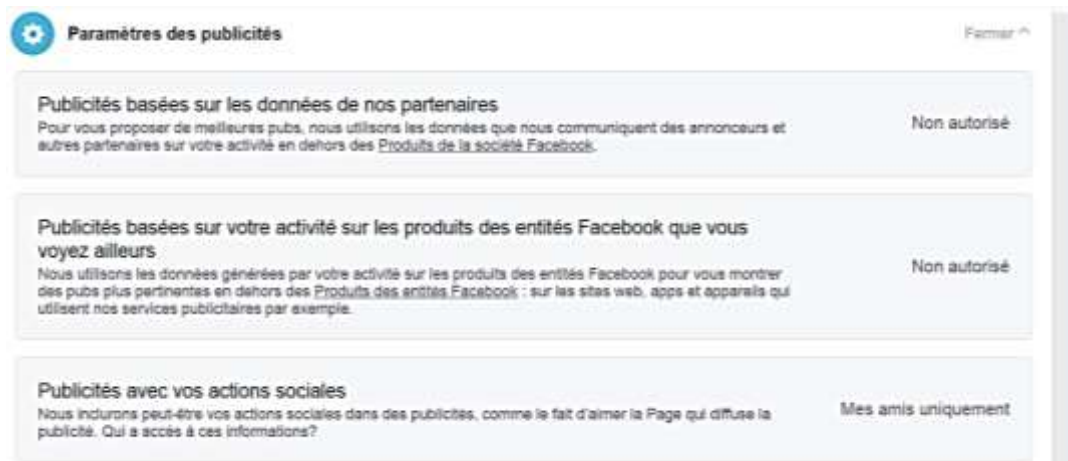 Paramètres des publicités Fermer
Publicités basées sur les données de nos partenaires
Pour vous proposer de meilleures pubs, nous utilisons les données que nous communiquent des annonceurs et
autres partenaires sur votre activité en dehors des Produits de la société Facebook.
Non autorisé
Publicités basées sur votre activité sur les produits des entités Facebook que vous
voyez ailleurs
Nous utilisons les données générées par votre activité sur les produits des entités Facebook pour vous montrer
des pubs plus pertinentes en dehors des Produits des entités Facebook : sur les sites web, apps et appareils qui
utilisent nos services publicitaires par exemple.
Non autorisé
Publicités avec vos actions sociales
Nous inclurons peut-être vos actions sociales dans des publicités, comme le fait d'aimer la Page qui diffuse la
publicité. Qui a accès à ces informations?
Mes amis uniquement